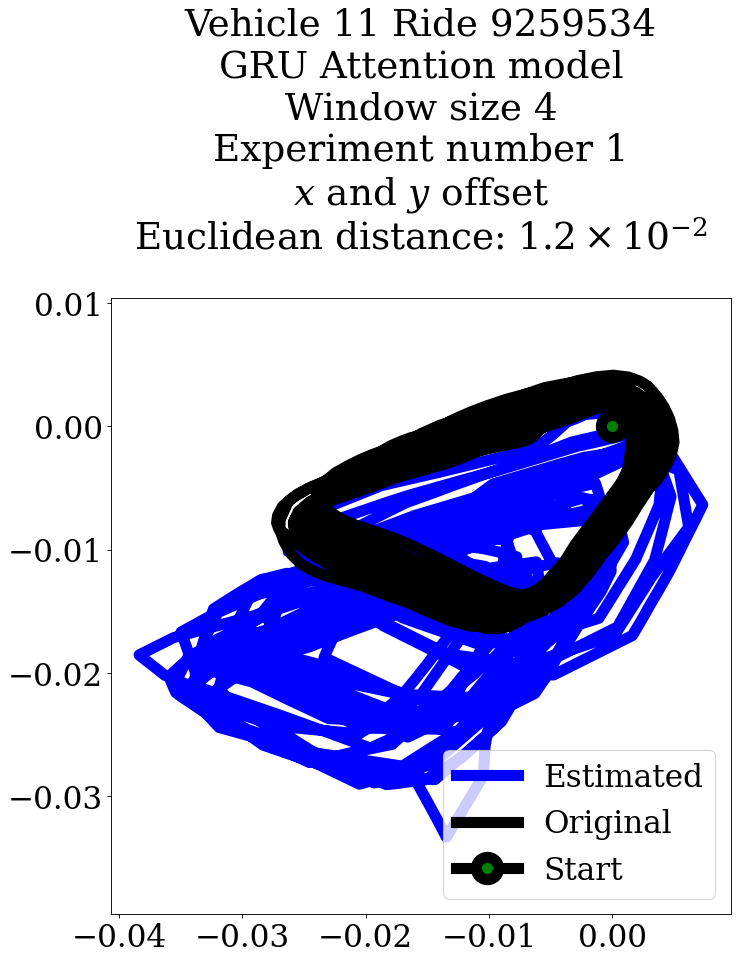 Vehicle 11 Ride 9259534
GRU Attention model
Window size 4
Experiment number 1
x and y offset
Euclidean distance: 1.2 × 10⁻²
0.01
0.00
−0.01
−0.02
−0.03
Estimated
Original
Start
−0.04 −0.03 −0.02 −0.01 0.00